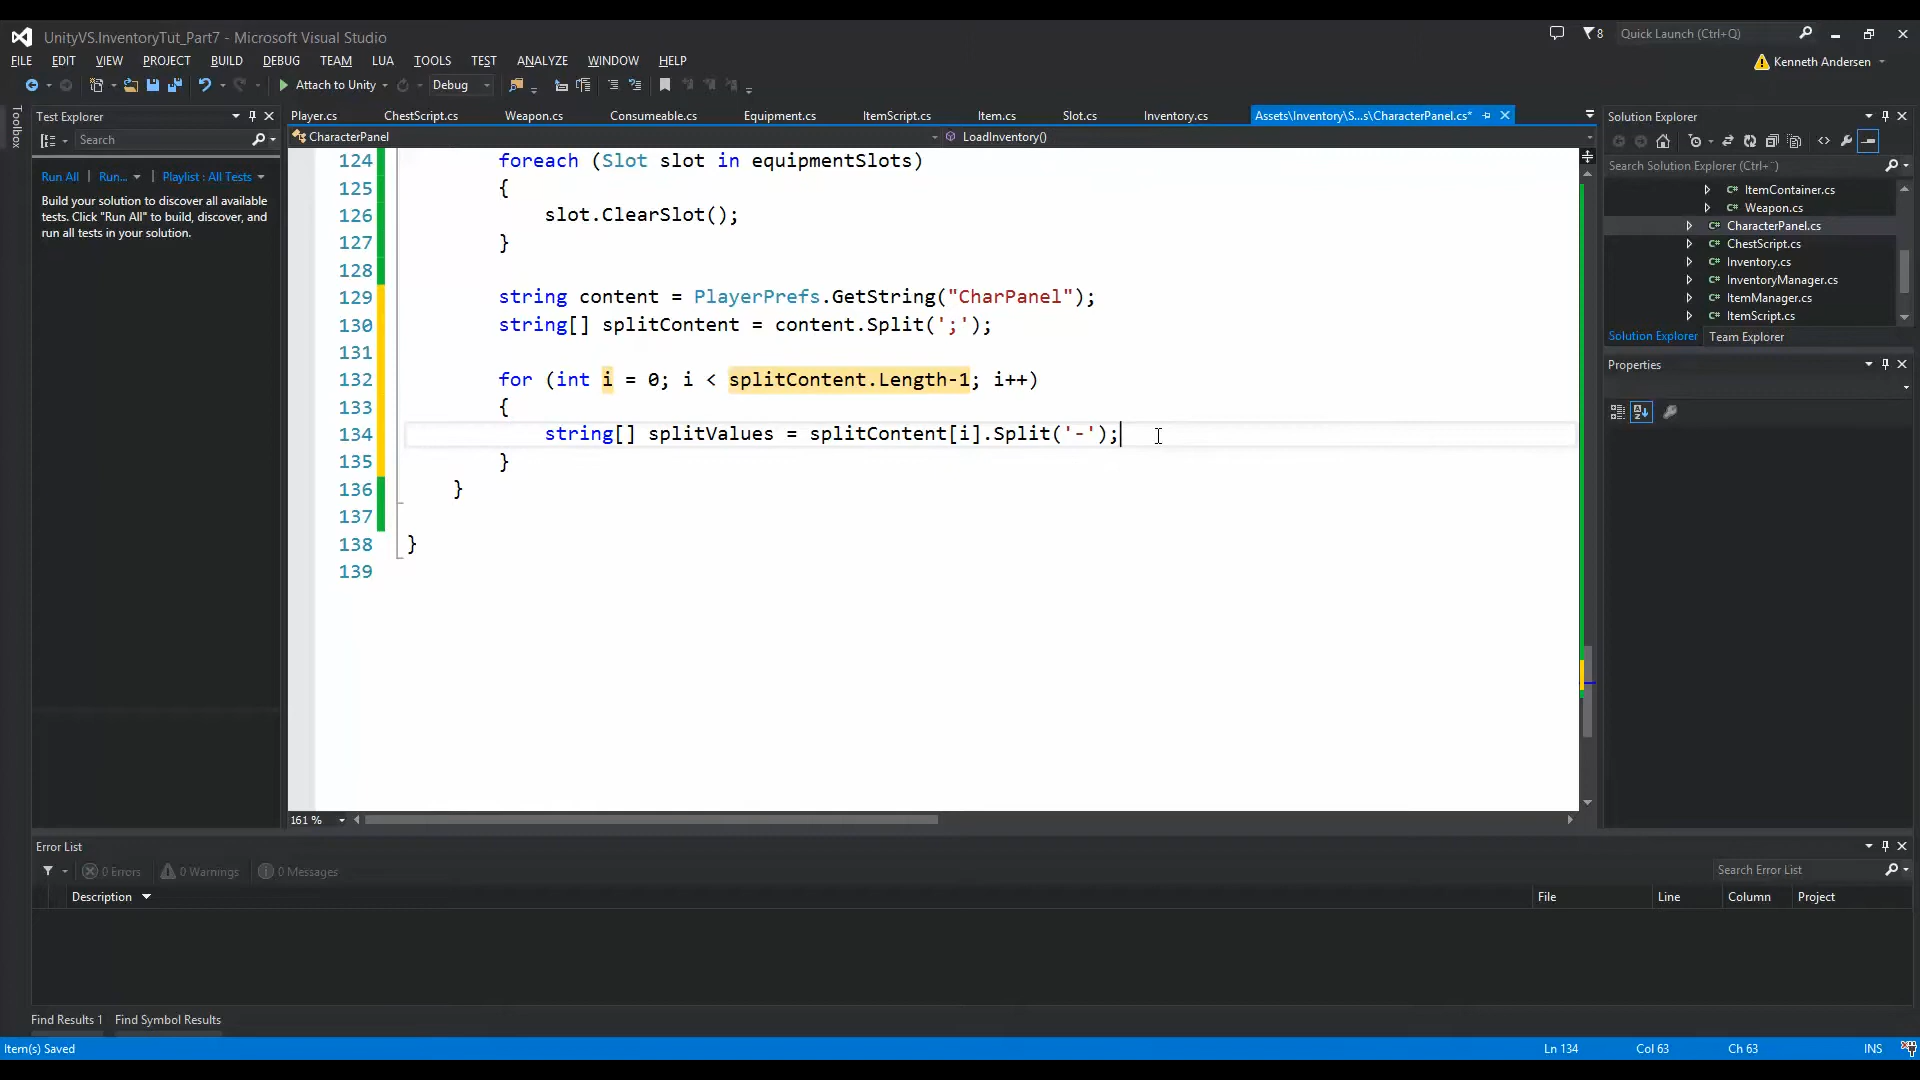 UnityVS.InventoryTut_Part7 - Microsoft Visual Studio
8
Quick Launch (Ctrl+Q)
FILE EDIT VIEW PROJECT BUILD DEBUG TEAM LUA TOOLS TEST ANALYZE WINDOW HELP
Kenneth Andersen
Attach to Unity
Debug
Toolbox
Test Explorer
Search
Run All | Run... | Playlist : All Tests
Build your solution to discover all available
tests. Click "Run All" to build, discover, and
run all tests in your solution.
Player.cs ChestScript.cs Weapon.cs Consumeable.cs Equipment.cs ItemScript.cs Item.cs Slot.cs Inventory.cs Assets\Inventory\S...s\CharacterPanel.cs*
CharacterPanel LoadInventory()
124 foreach (Slot slot in equipmentSlots)
125 {
126 slot.ClearSlot();
127 }
128
129 string content = PlayerPrefs.GetString("CharPanel");
130 string[] splitContent = content.Split(';');
131
132 for (int i = 0; i < splitContent.Length-1; i++)
133 {
134 string[] splitValues = splitContent[i].Split('-');
135 }
136 }
137
138 }
139
161 %
Solution Explorer
Search Solution Explorer (Ctrl+¨)
ItemContainer.cs
Weapon.cs
CharacterPanel.cs
ChestScript.cs
Inventory.cs
InventoryManager.cs
ItemManager.cs
ItemScript.cs
Solution Explorer Team Explorer
Properties
Error List
0 Errors 0 Warnings 0 Messages
Search Error List
Description File Line Column Project
Find Results 1 Find Symbol Results
Item(s) Saved Ln 134 Col 63 Ch 63 INS